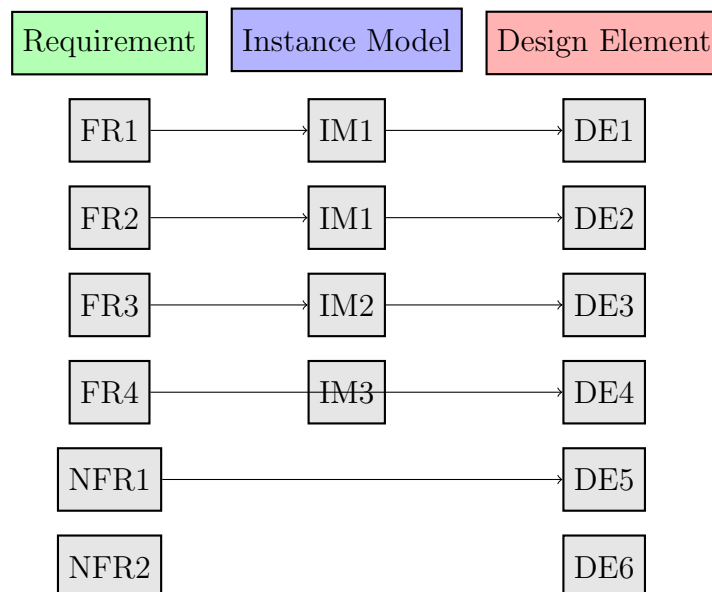 Requirement Instance Model Design Element
FR1 IM1 DE1
FR2 IM1 DE2
FR3 IM2 DE3
FR4 IM3 DE4
NFR1 DE5
NFR2 DE6